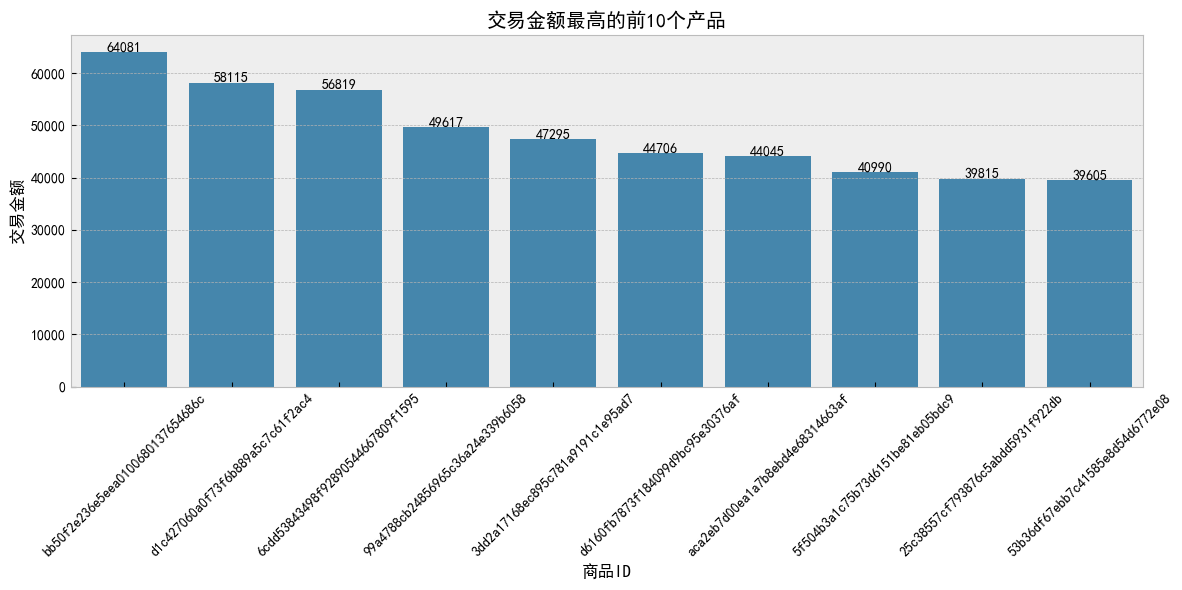 交易金额最高的前10个产品
64081
58115
56819
49617
47295
44706
44045
40990
39815
39605
交易金额
60000
50000
40000
30000
20000
10000
0
bb50f2e236e5eea0100680137654686c
d1c427060a0f73f6b889a5c7c61f2ac4
6cdd53843498f92890544667809f1595
99a4788cb24856965c36a24e339b6058
3dd2a17168ec895c781a9191c1e95ad7
d6160fb7873f184099d9bc95e30376af
aca2eb7d00ea1a7b8ebd4e68314663af
5f504b3a1c75b73d6151be81eb05bdc9
25c38557cf793876c5abdd5931f922db
53b36df67ebb7c41585e8d54d6772e08
商品ID